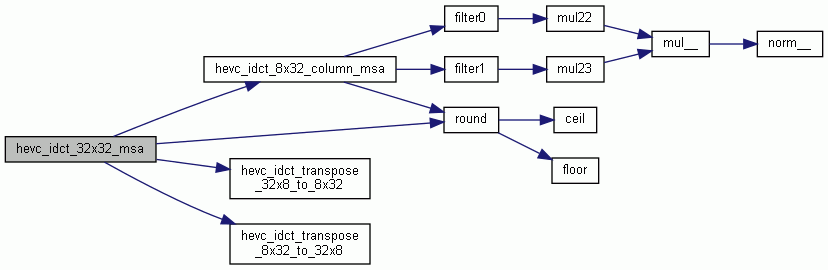 filter0
mul22
mul__
norm__
hevc_idct_8x32_column_msa
filter1
mul23
round
ceil
hevc_idct_32x32_msa
floor
hevc_idct_transpose
_32x8_to_8x32
hevc_idct_transpose
_8x32_to_32x8